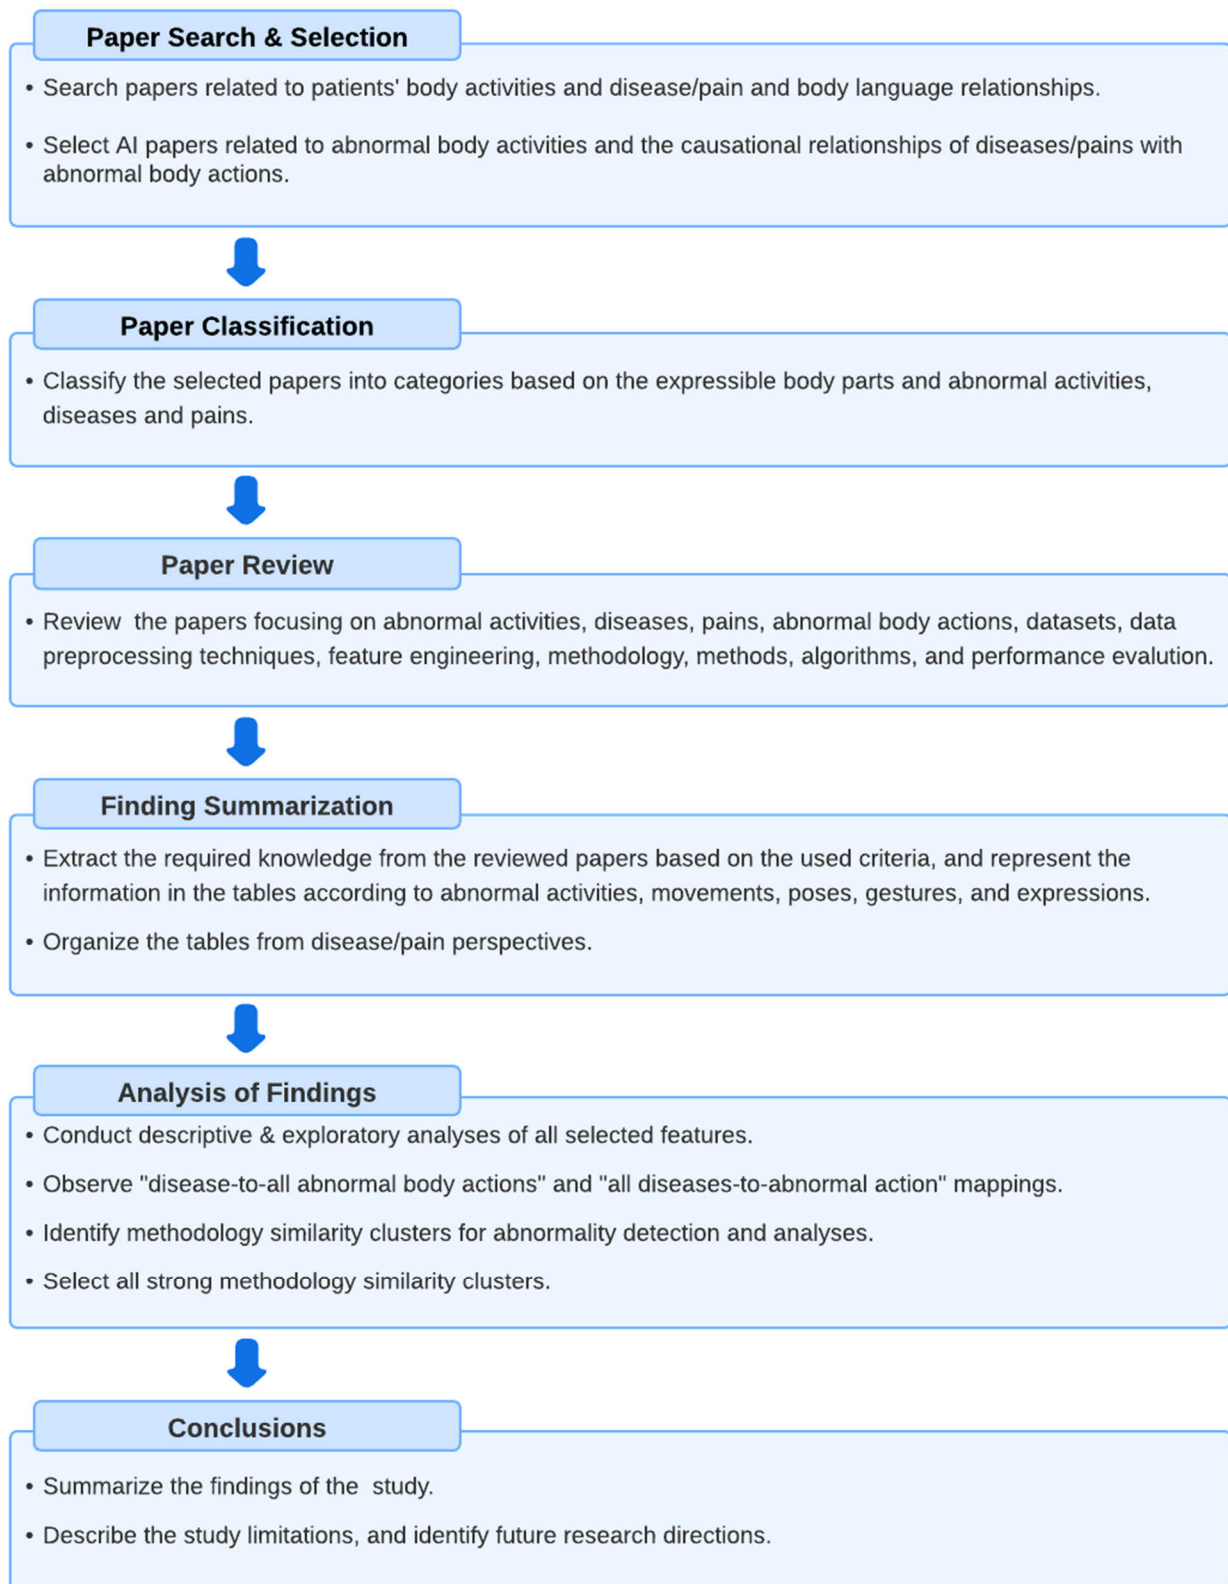 Paper Search & Selection
• Search papers related to patients' body activities and disease/pain and body language relationships.
• Select AI papers related to abnormal body activities and the causational relationships of diseases/pains with
abnormal body actions.
Paper Classification
• Classify the selected papers into categories based on the expressible body parts and abnormal activities,
diseases and pains.
Paper Review
• Review  the papers focusing on abnormal activities, diseases, pains, abnormal body actions, datasets, data
preprocessing techniques, feature engineering, methodology, methods, algorithms, and performance evalution.
Finding Summarization
• Extract the required knowledge from the reviewed papers based on the used criteria, and represent the
information in the tables according to abnormal activities, movements, poses, gestures, and expressions.
• Organize the tables from disease/pain perspectives.
Analysis of Findings
• Conduct descriptive & exploratory analyses of all selected features.
• Observe "disease-to-all abnormal body actions" and "all diseases-to-abnormal action" mappings.
• Identify methodology similarity clusters for abnormality detection and analyses.
• Select all strong methodology similarity clusters.
Conclusions
• Summarize the findings of the  study.
• Describe the study limitations, and identify future research directions.